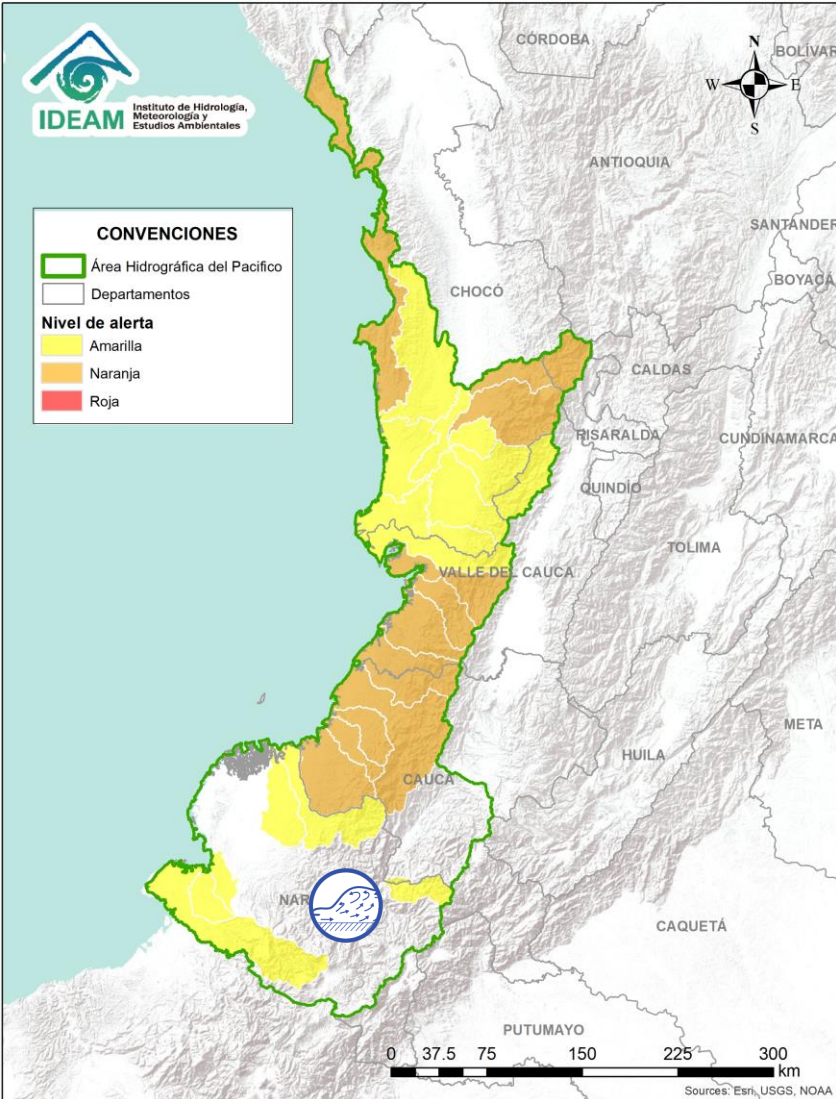 IDEAM
Instituto de Hidrología,
Meteorología y
Estudios Ambientales
CÓRDOBA
BOLÍVAR
N
W E
S
ANTIOQUIA
SANTANDER
BOYACÁ
CONVENCIONES
Área Hidrográfica del Pacifico
Departamentos
Nivel de alerta
Amarilla
Naranja
Roja
CHOCÓ
CALDAS
RISARALDA
CUNDINAMARCA
QUINDÍO
TOLIMA
VALLE DEL CAUCA
META
HUILA
CAUCA
NAR
CAQUETÁ
PUTUMAYO
0 37.5 75 150 225 300
km
Sources: Esri, USGS, NOAA